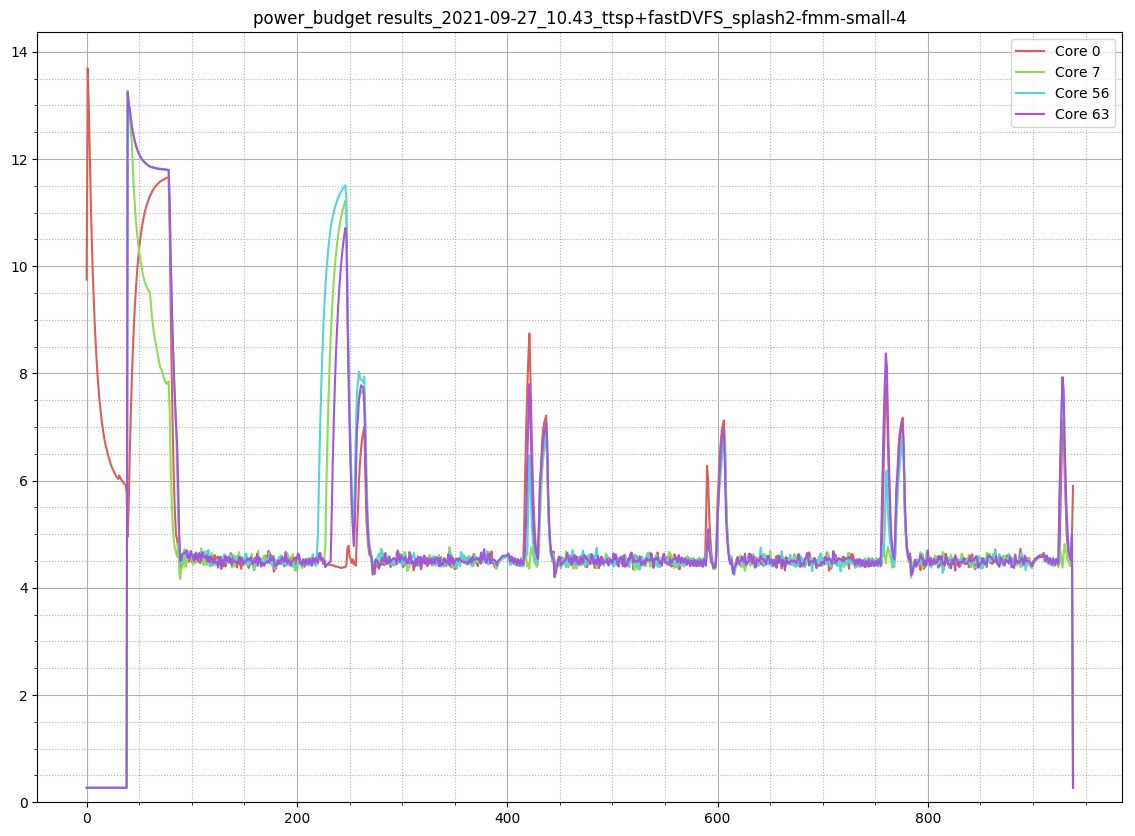 power_budget results_2021-09-27_10.43_ttsp+fastDVFS_splash2-fmm-small-4
Core 0
Core 7
Core 56
Core 63
14
12
10
8
6
4
2
0
0 200 400 600 800